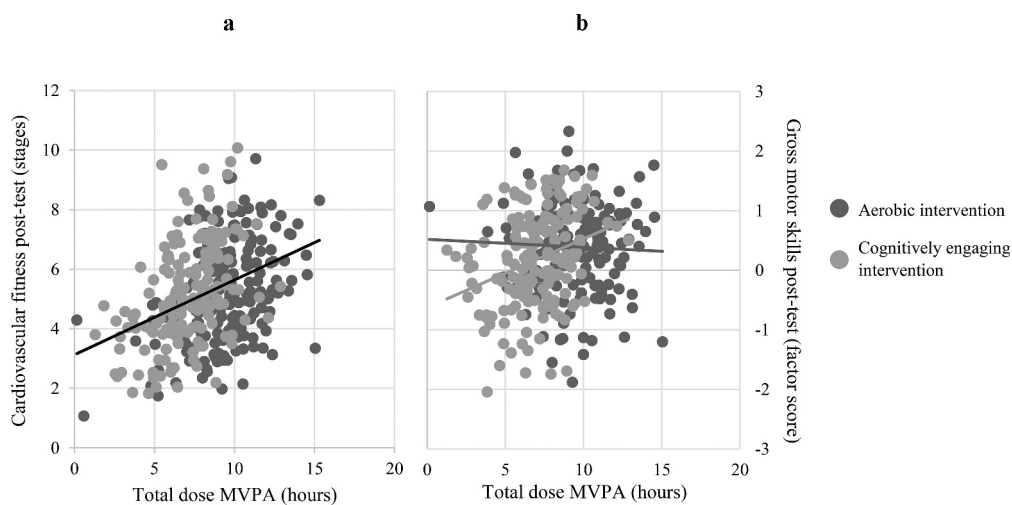 a
b
Cardiovascular fitness post-test (stages)
12
10
8
6
4
2
0
0 5 10 15 20
Total dose MVPA (hours)
3
2
1
0
-1
-2
-3
0 5 10 15 20
Total dose MVPA (hours)
Gross motor skills post-test (factor score)
Aerobic intervention
Cognitively engaging
intervention